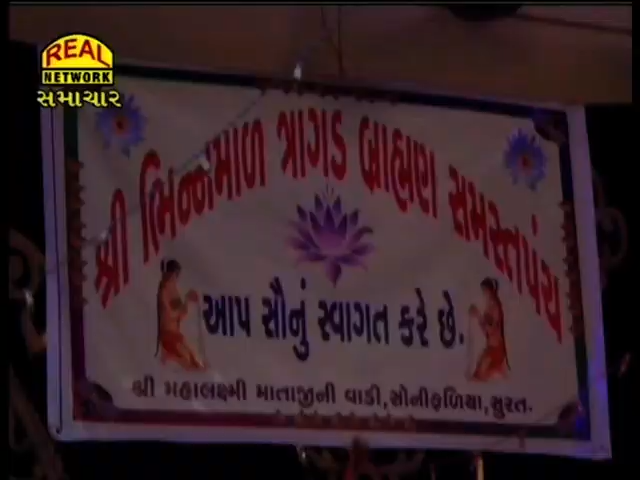 REAL
NETWORK
સમાચાર
શ્રી ભિન્નમાળ ત્રાગડ બ્રાહ્મણ સમસ્તપંચ
આપ સૌનું સ્વાગત કરે છે.
શ્રી મહાલક્ષ્મી માતાજીની વાડી,સોનીફળિયા,સુરત.